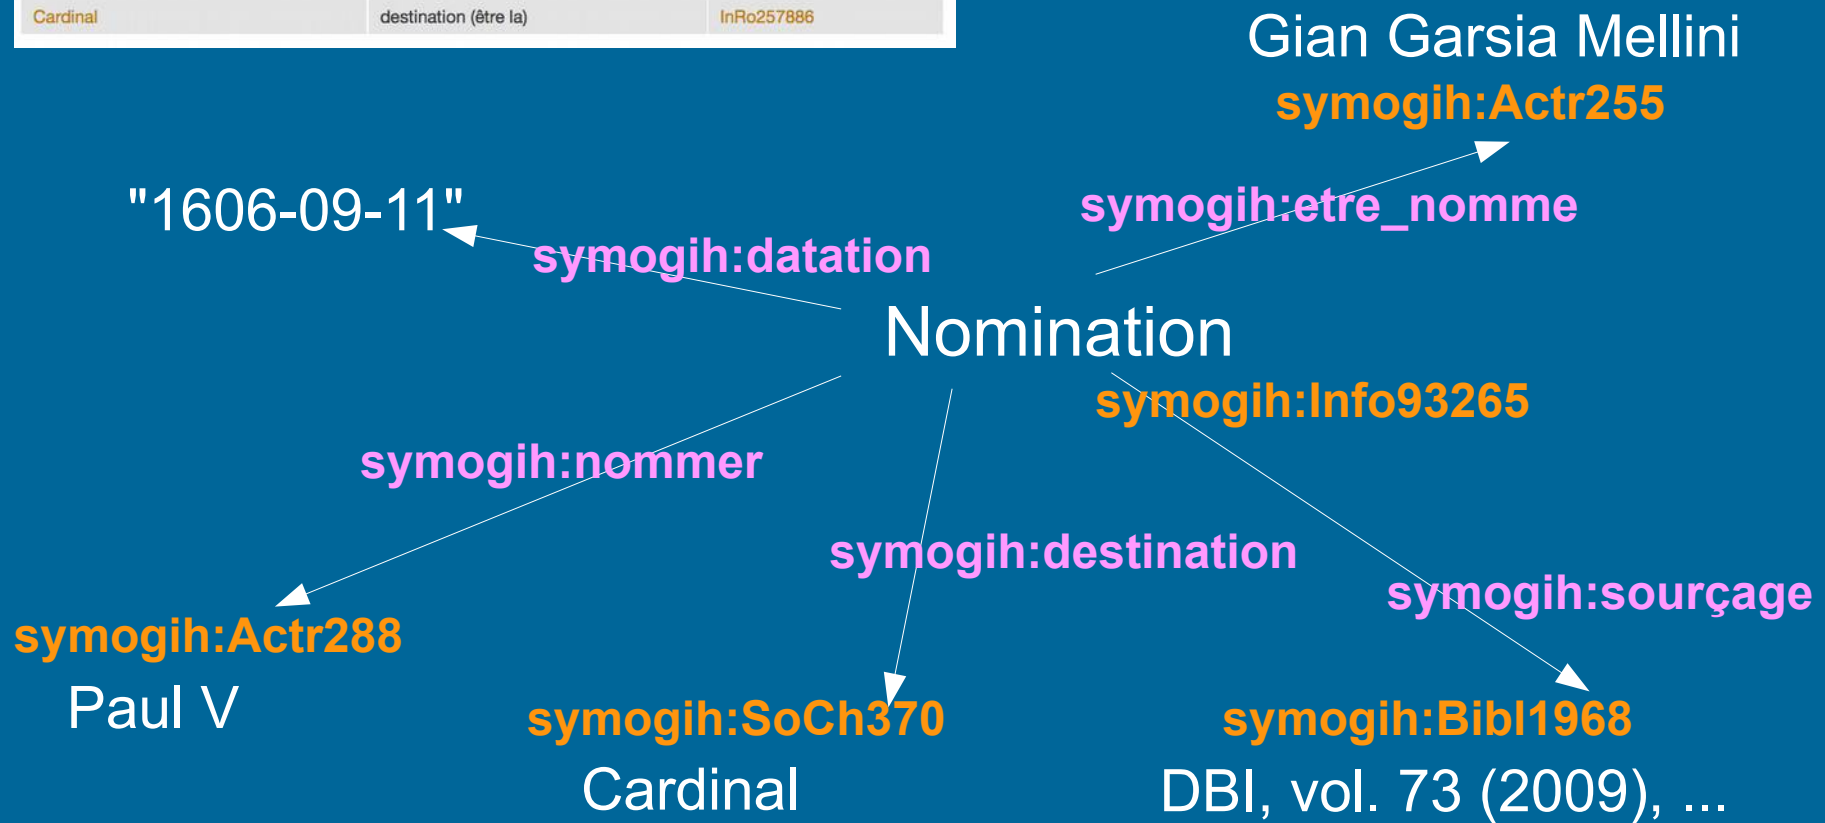 Cardinal destination (être la) InRo257886
Gian Garsia Mellini
symogih:Actr255
"1606-09-11"
symogih:etre_nomme
symogih:datation
Nomination
symogih:Info93265
symogih:nommer
symogih:destination
symogih:sourçage
symogih:Actr288
Paul V
symogih:SoCh370
Cardinal
symogih:Bibl1968
DBI, vol. 73 (2009), ...